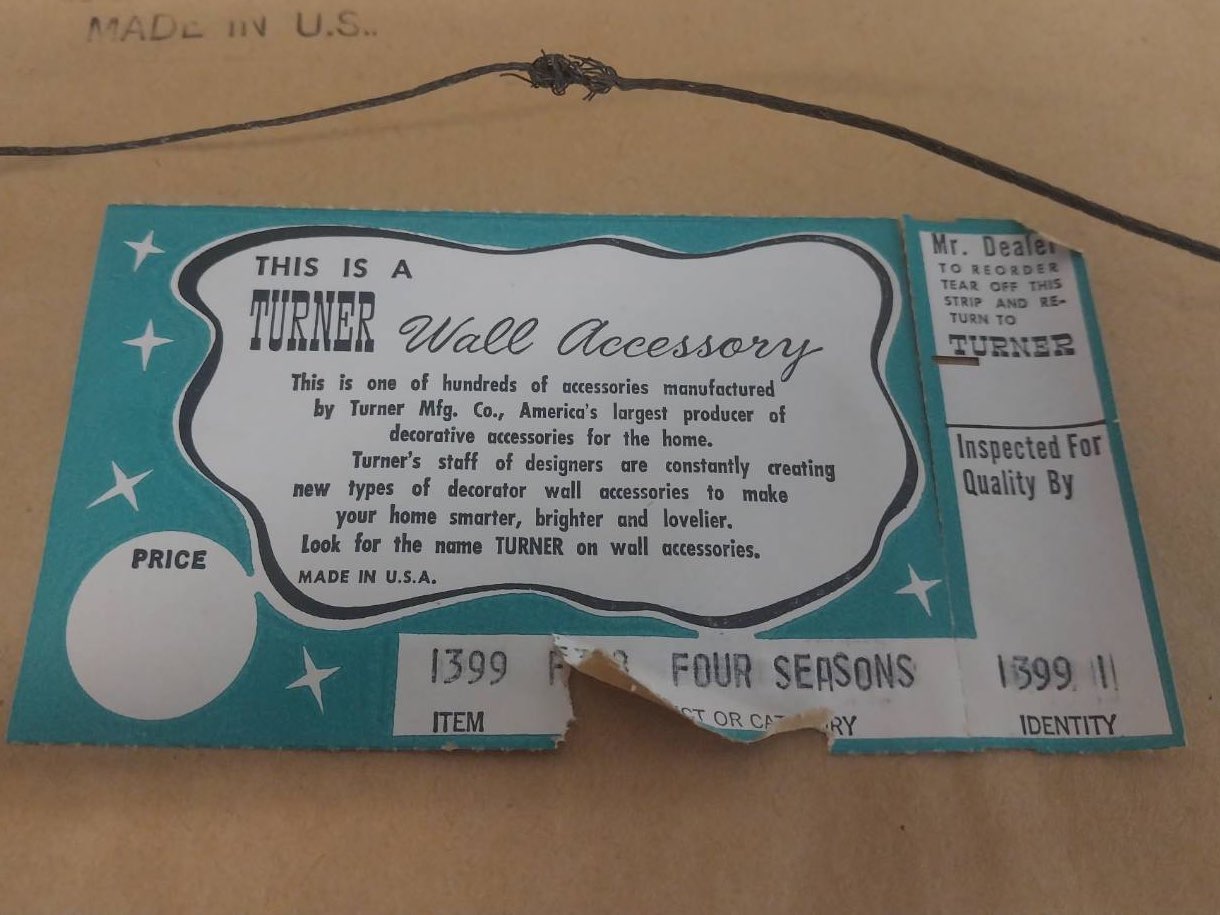 MADE IN U.S.
THIS IS A
TURNER Wall Accessory
This is one of hundreds of accessories manufactured
by Turner Mfg. Co., America's largest producer of
decorative accessories for the home.
Turner's staff of designers are constantly creating
new types of decorator wall accessories to make
your home smarter, brighter and lovelier.
Look for the name TURNER on wall accessories.
MADE IN U.S.A.
PRICE
1399 FOUR SEASONS
ITEM OR
Mr. Dealer
TO REORDER
TEAR OFF THIS
STRIP AND RE-
TURN TO
TURNER
Inspected For
Quality By
1399
IDENTITY